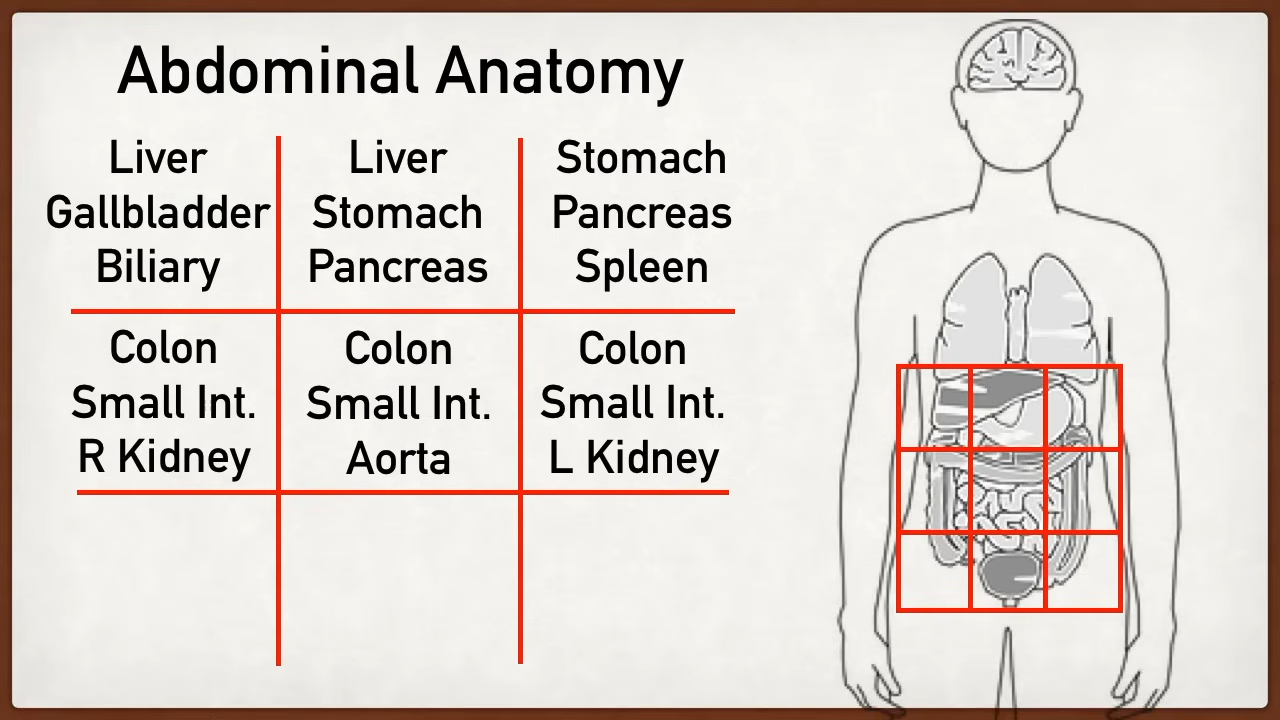 Abdominal Anatomy
Liver
Gallbladder
Biliary
Liver
Stomach
Pancreas
Stomach
Pancreas
Spleen
Colon
Small Int.
R Kidney
Colon
Small Int.
Aorta
Colon
Small Int.
L Kidney